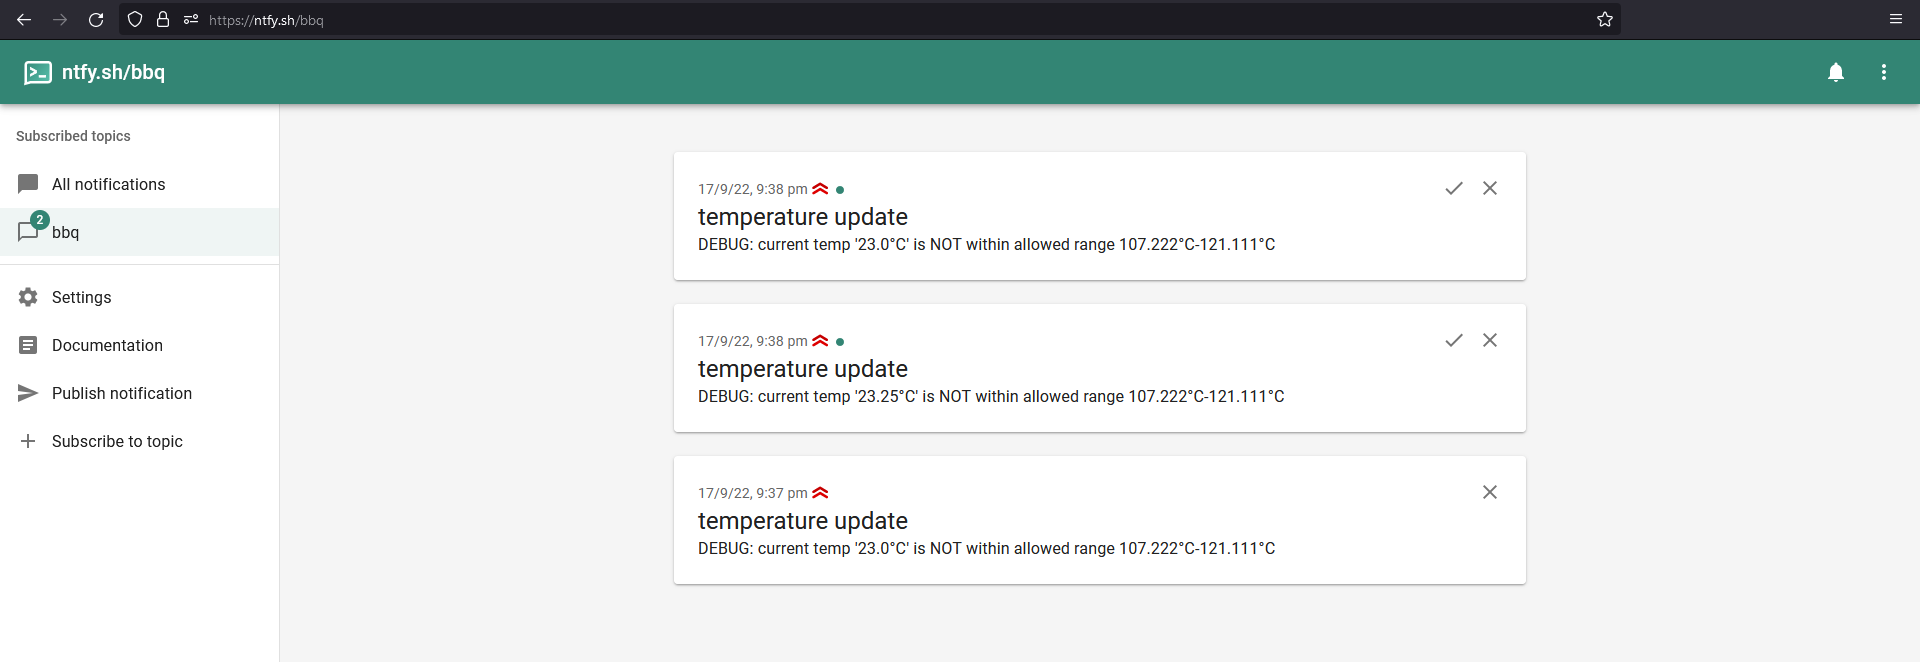 https://ntfy.sh/bbq
ntfy.sh/bbq
Subscribed topics
All notifications
2
bbq
Settings
Documentation
Publish notification
Subscribe to topic
17/9/22, 9:38 pm
temperature update
DEBUG: current temp '23.0°C' is NOT within allowed range 107.222°C-121.111°C
17/9/22, 9:38 pm
temperature update
DEBUG: current temp '23.25°C' is NOT within allowed range 107.222°C-121.111°C
17/9/22, 9:37 pm
temperature update
DEBUG: current temp '23.0°C' is NOT within allowed range 107.222°C-121.111°C